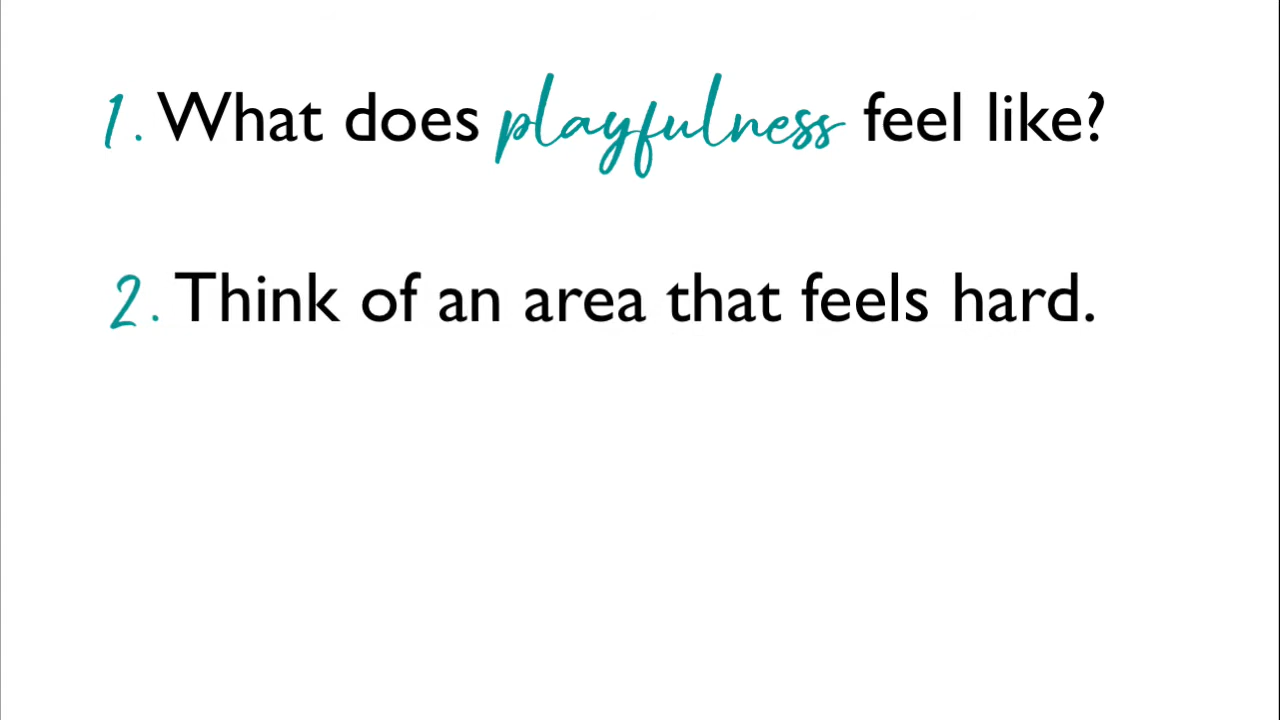 1. What does playfulness feel like?
2. Think of an area that feels hard.